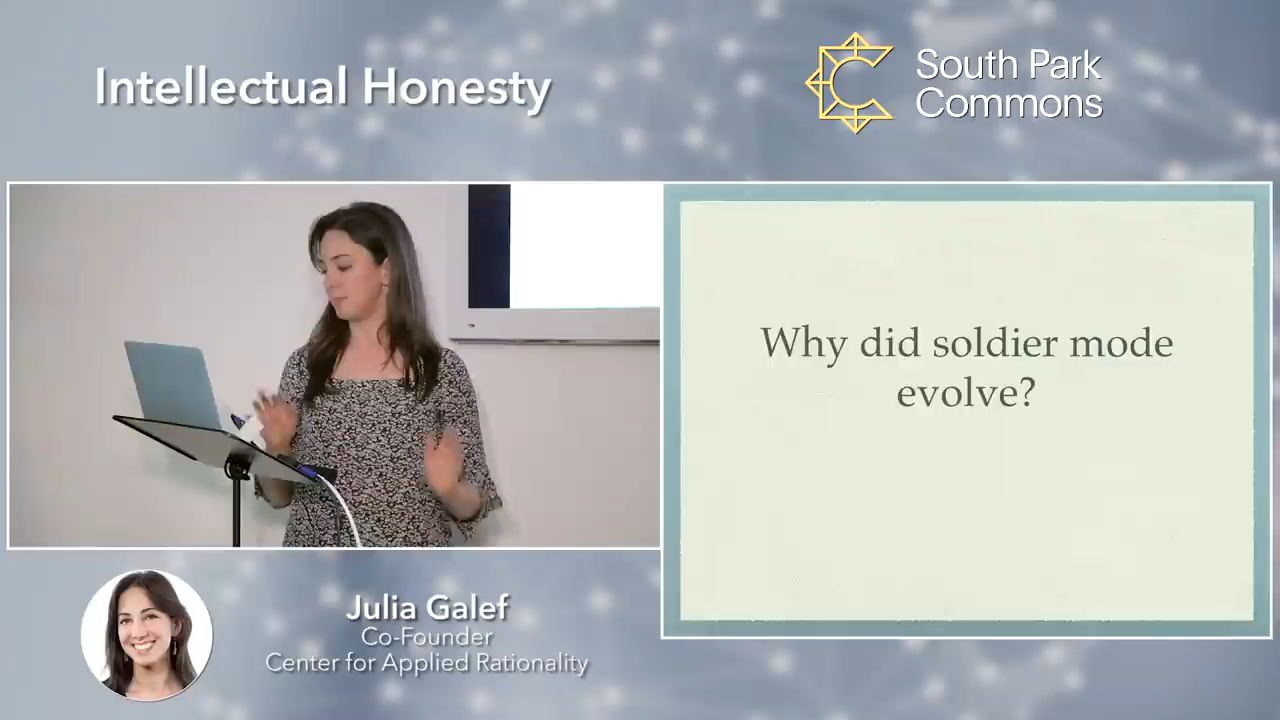 Intellectual Honesty
South Park
Commons
Why did soldier mode
evolve?
Julia Galef
Co-Founder
Center for Applied Rationality